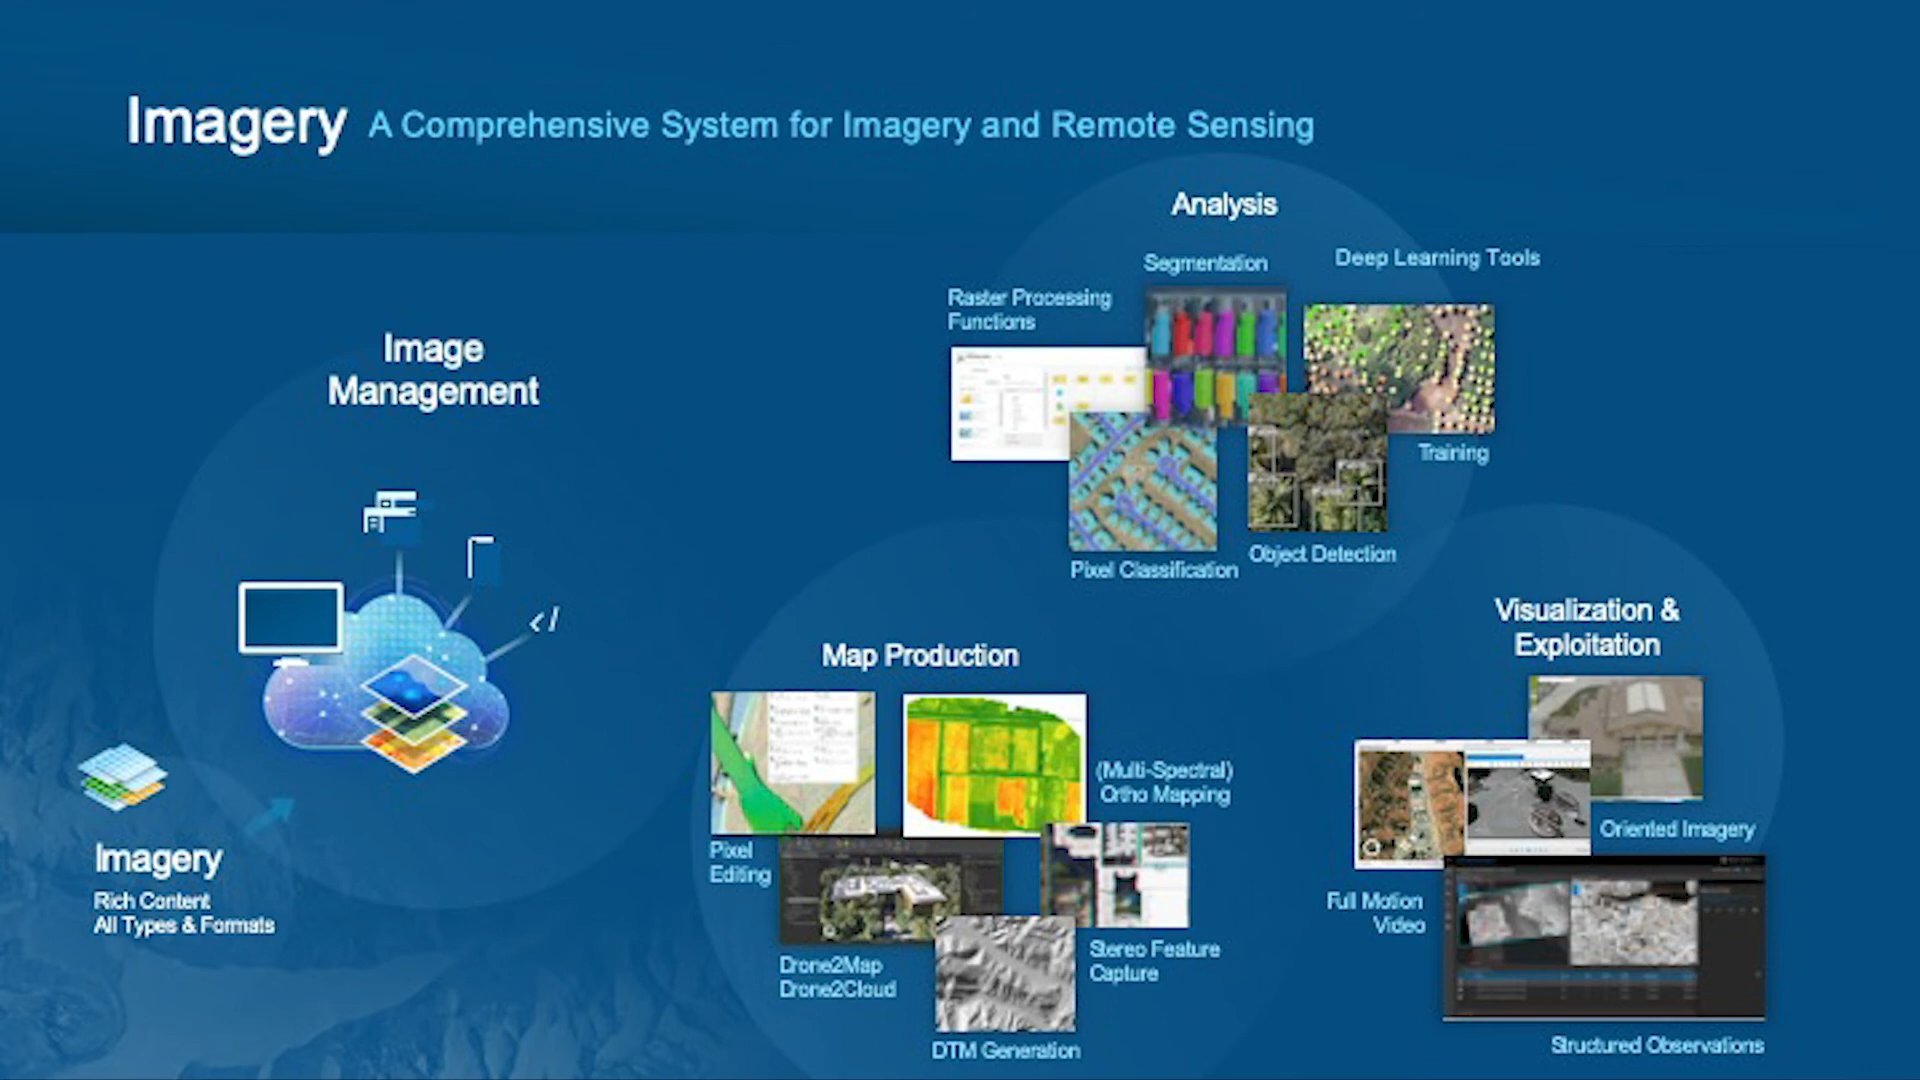 Imagery A Comprehensive System for Imagery and Remote Sensing
Analysis
Segmentation
Deep Learning Tools
Raster Processing
Functions
Training
Object Detection
Pixel Classification
Image
Management
</>
Imagery
Rich Content
All Types & Formats
Map Production
(Multi-Spectral)
Ortho Mapping
Pixel
Editing
Drone2Map
Drone2Cloud
Stereo Feature
Capture
DTM Generation
Visualization &
Exploitation
Oriented Imagery
Full Motion
Video
Structured Observations